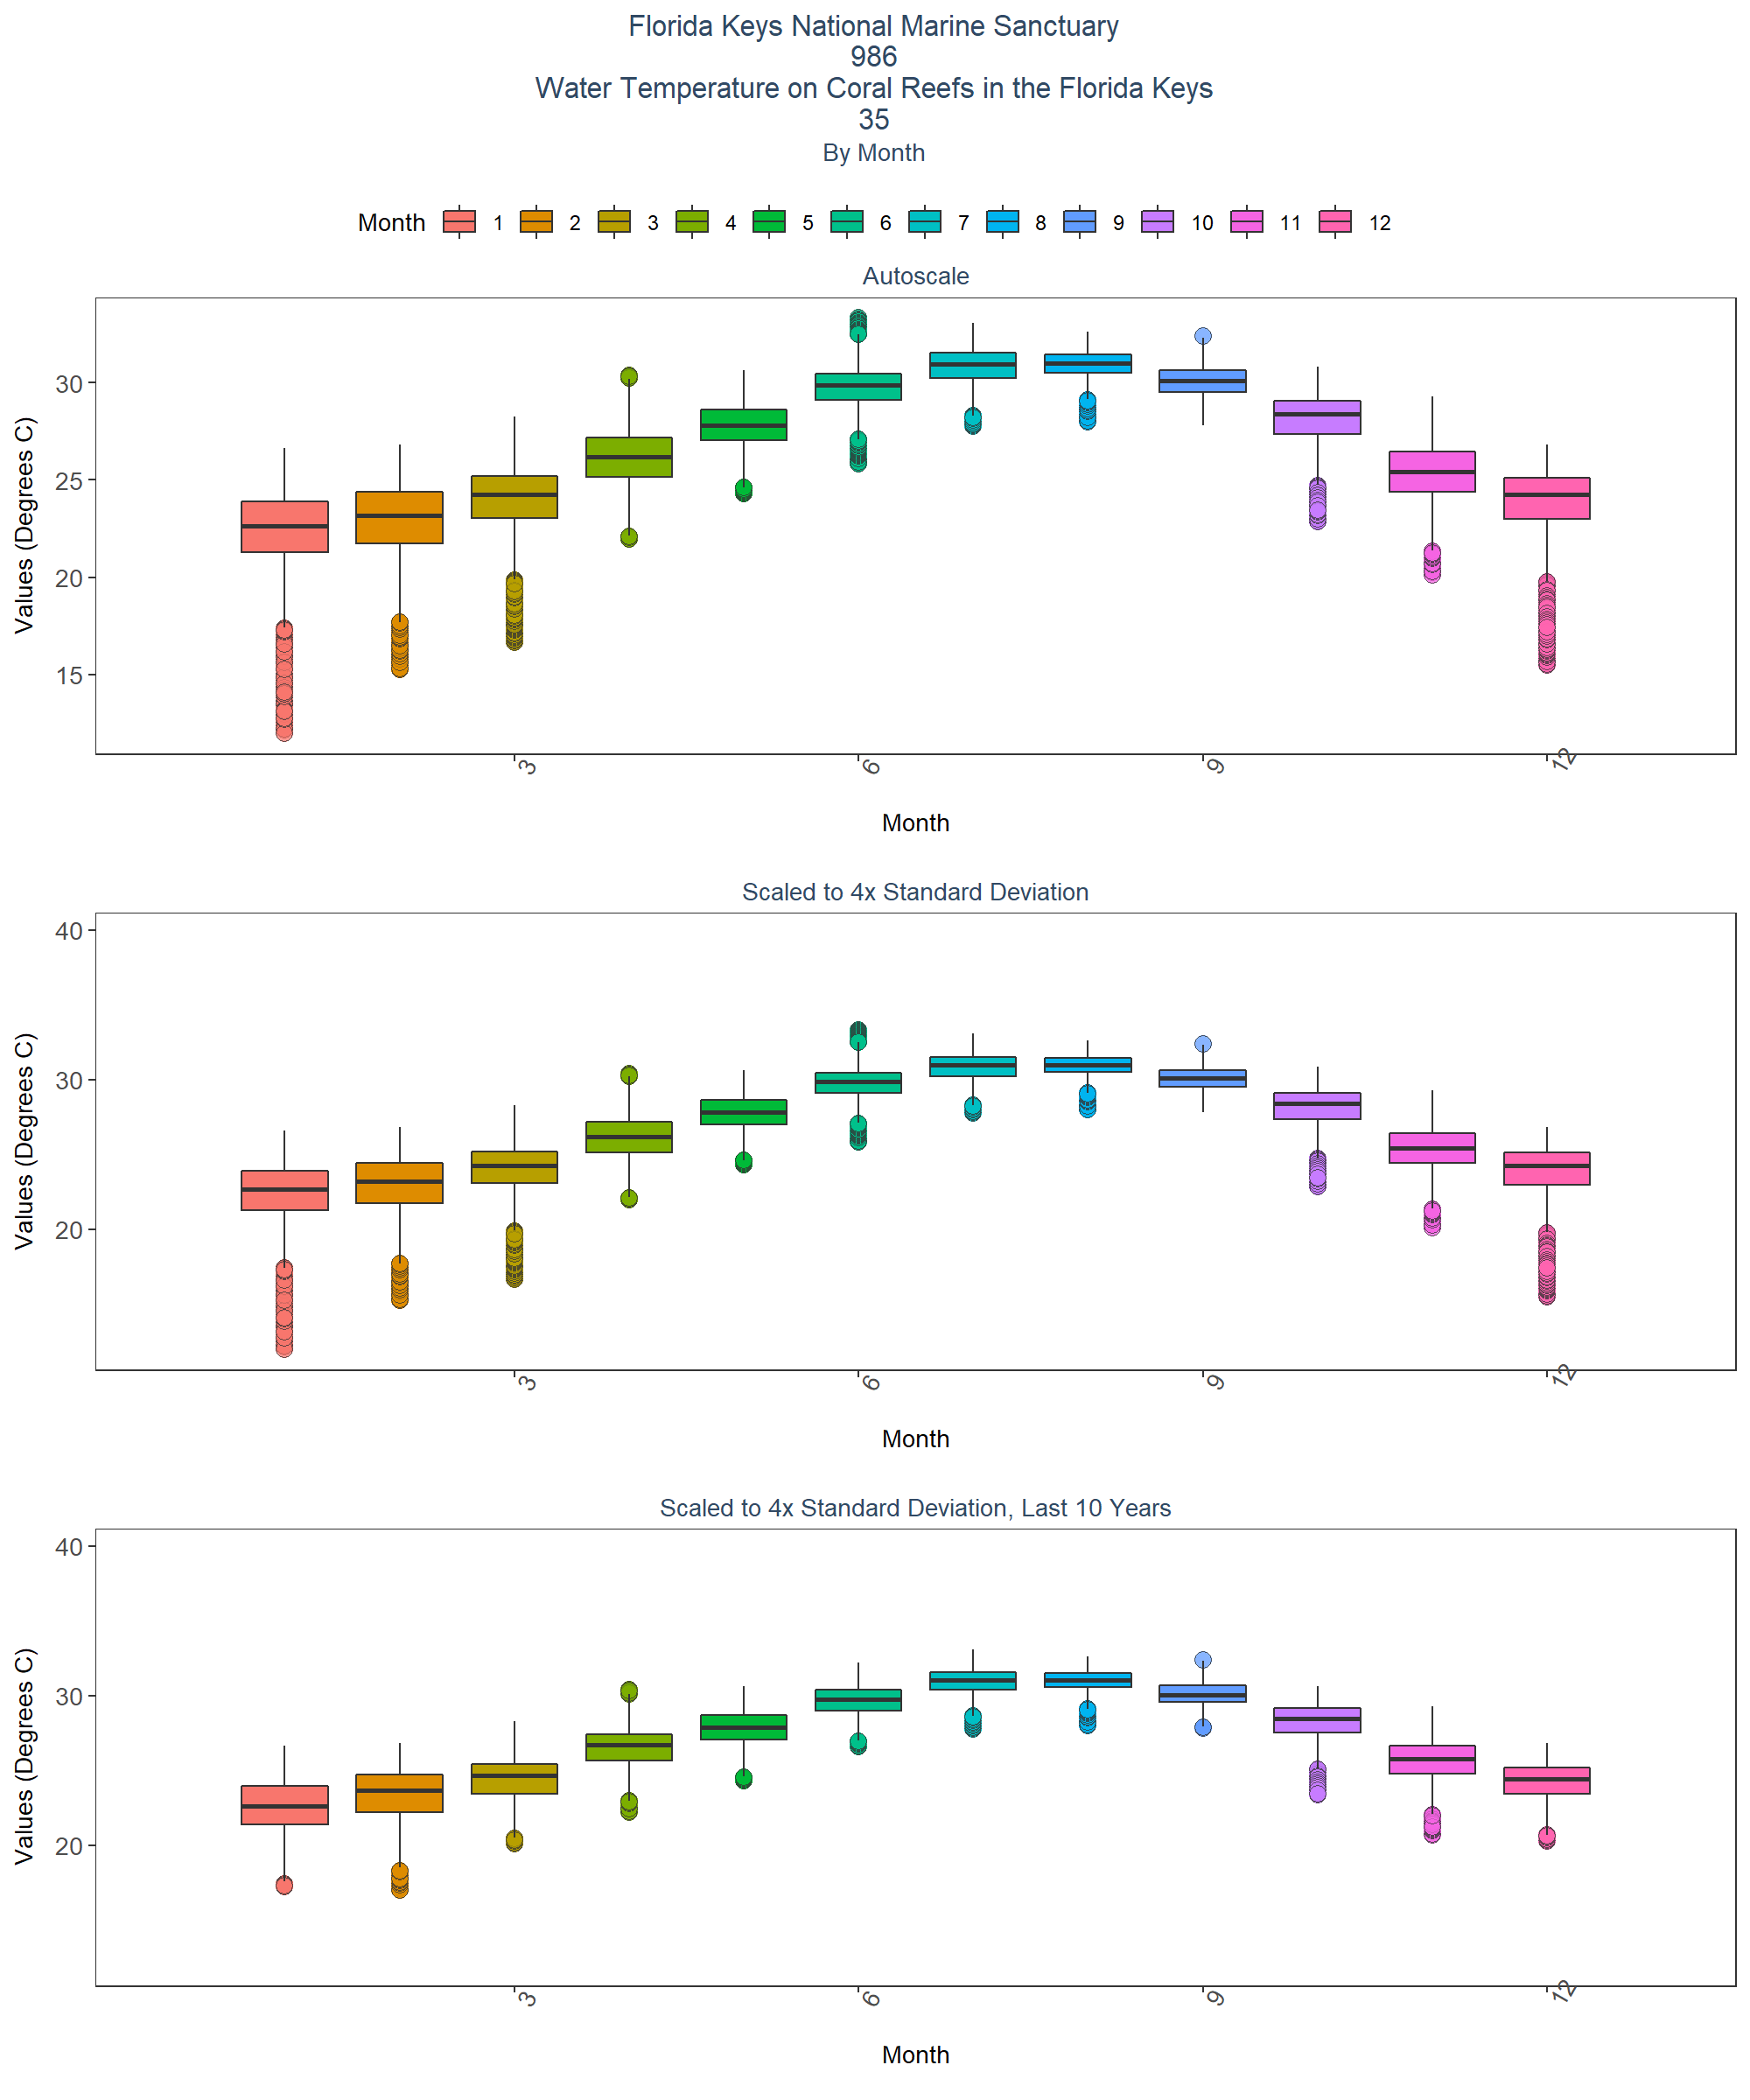 Florida Keys National Marine Sanctuary
986
Water Temperature on Coral Reefs in the Florida Keys
35
By Month
Month 1 2 3 4 5 6 7 8 9 10 11 12
Autoscale
Values (Degrees C)
30
25
20
15
3 6 9 12
Month
Scaled to 4x Standard Deviation
Values (Degrees C)
40
30
20
3 6 9 12
Month
Scaled to 4x Standard Deviation, Last 10 Years
Values (Degrees C)
40
30
20
3 6 9 12
Month